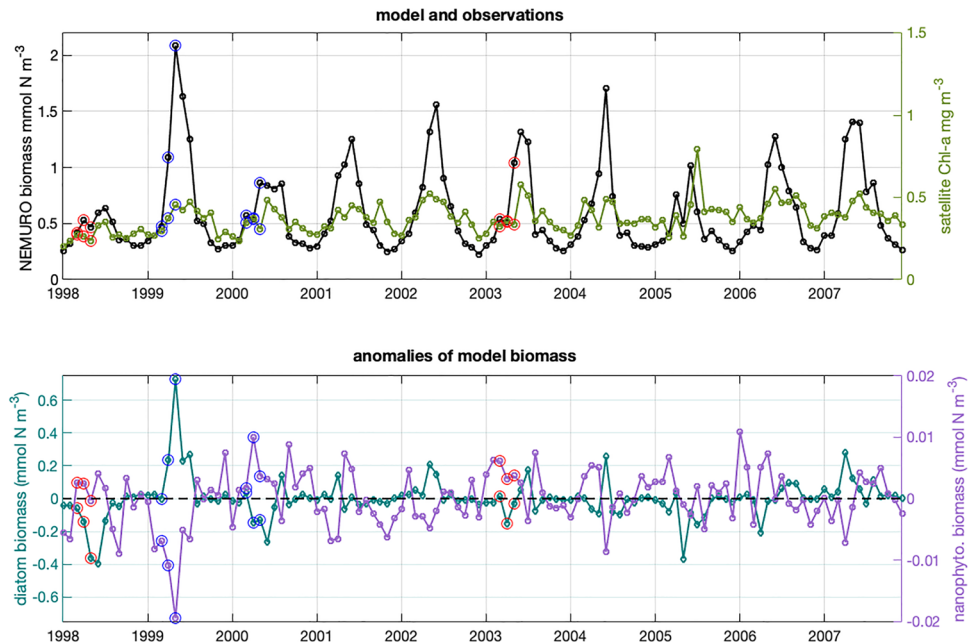 model and observations
NEMURO biomass mmol N m⁻³
2
1.5
1
0.5
0
satellite Chl-a mg m⁻³
1.5
1
0.5
0
1998 1999 2000 2001 2002 2003 2004 2005 2006 2007
anomalies of model biomass
diatom biomass (mmol N m⁻³)
0.6
0.4
0.2
0
-0.2
-0.4
-0.6
nanophyto. biomass (mmol N m⁻³)
0.02
0.01
0
-0.01
-0.02
1998 1999 2000 2001 2002 2003 2004 2005 2006 2007